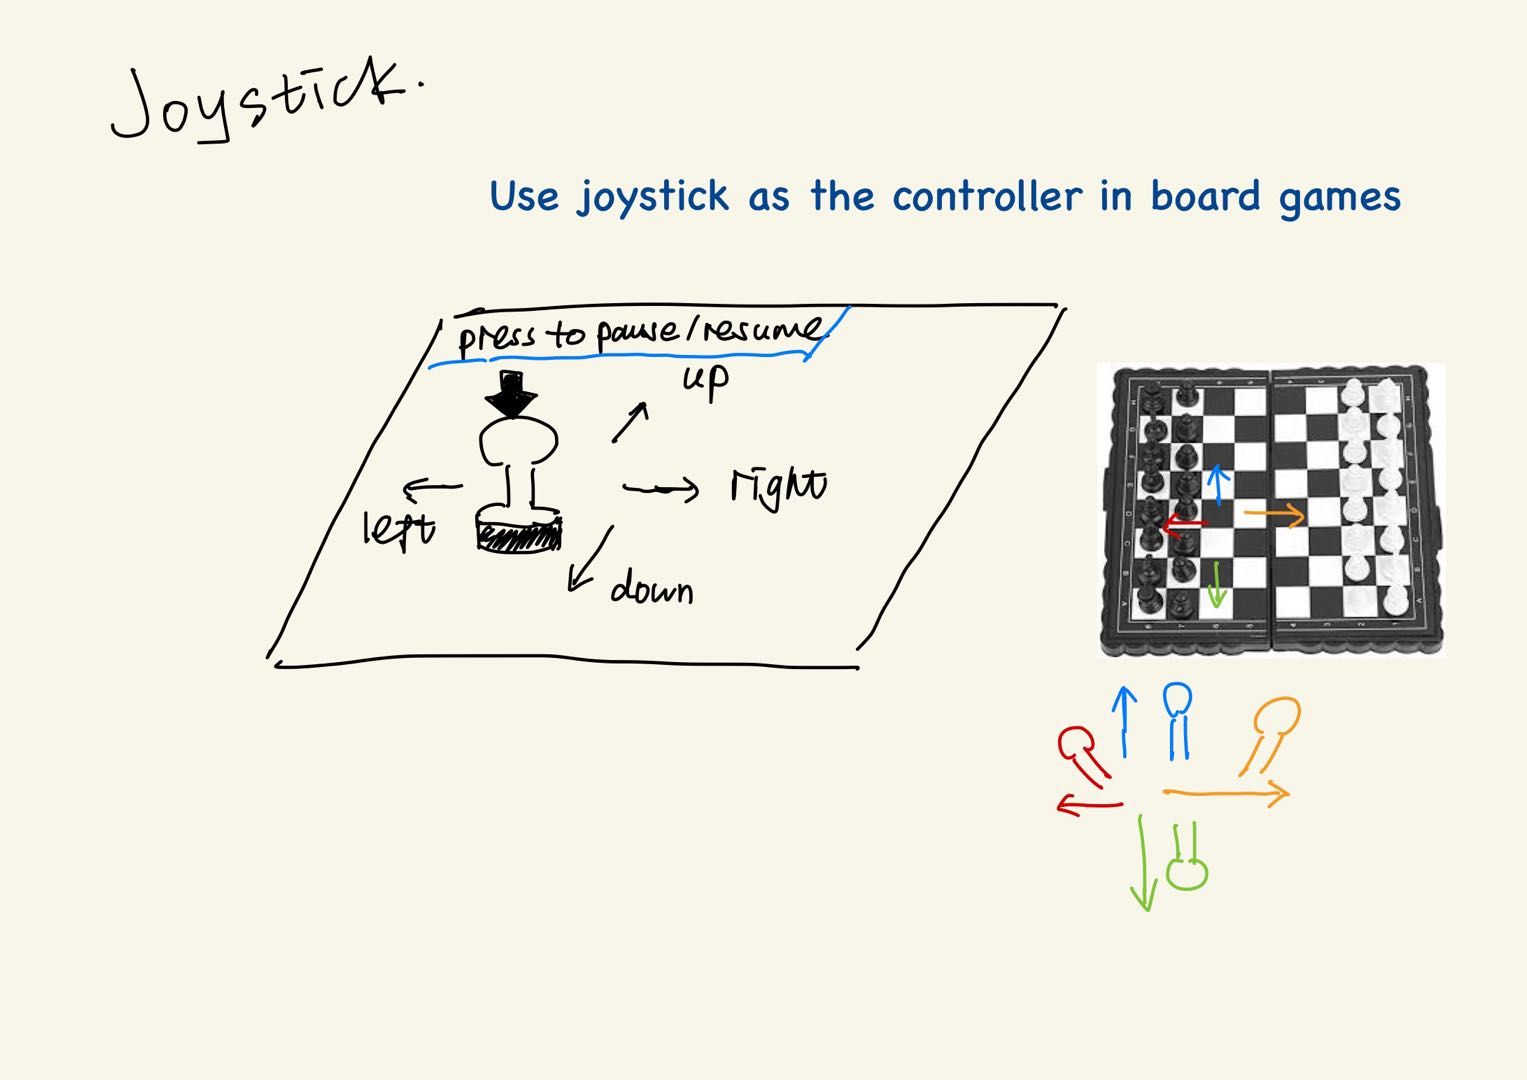 Joystick.
Use joystick as the controller in board games
press to pause/resume
up
left
right
down